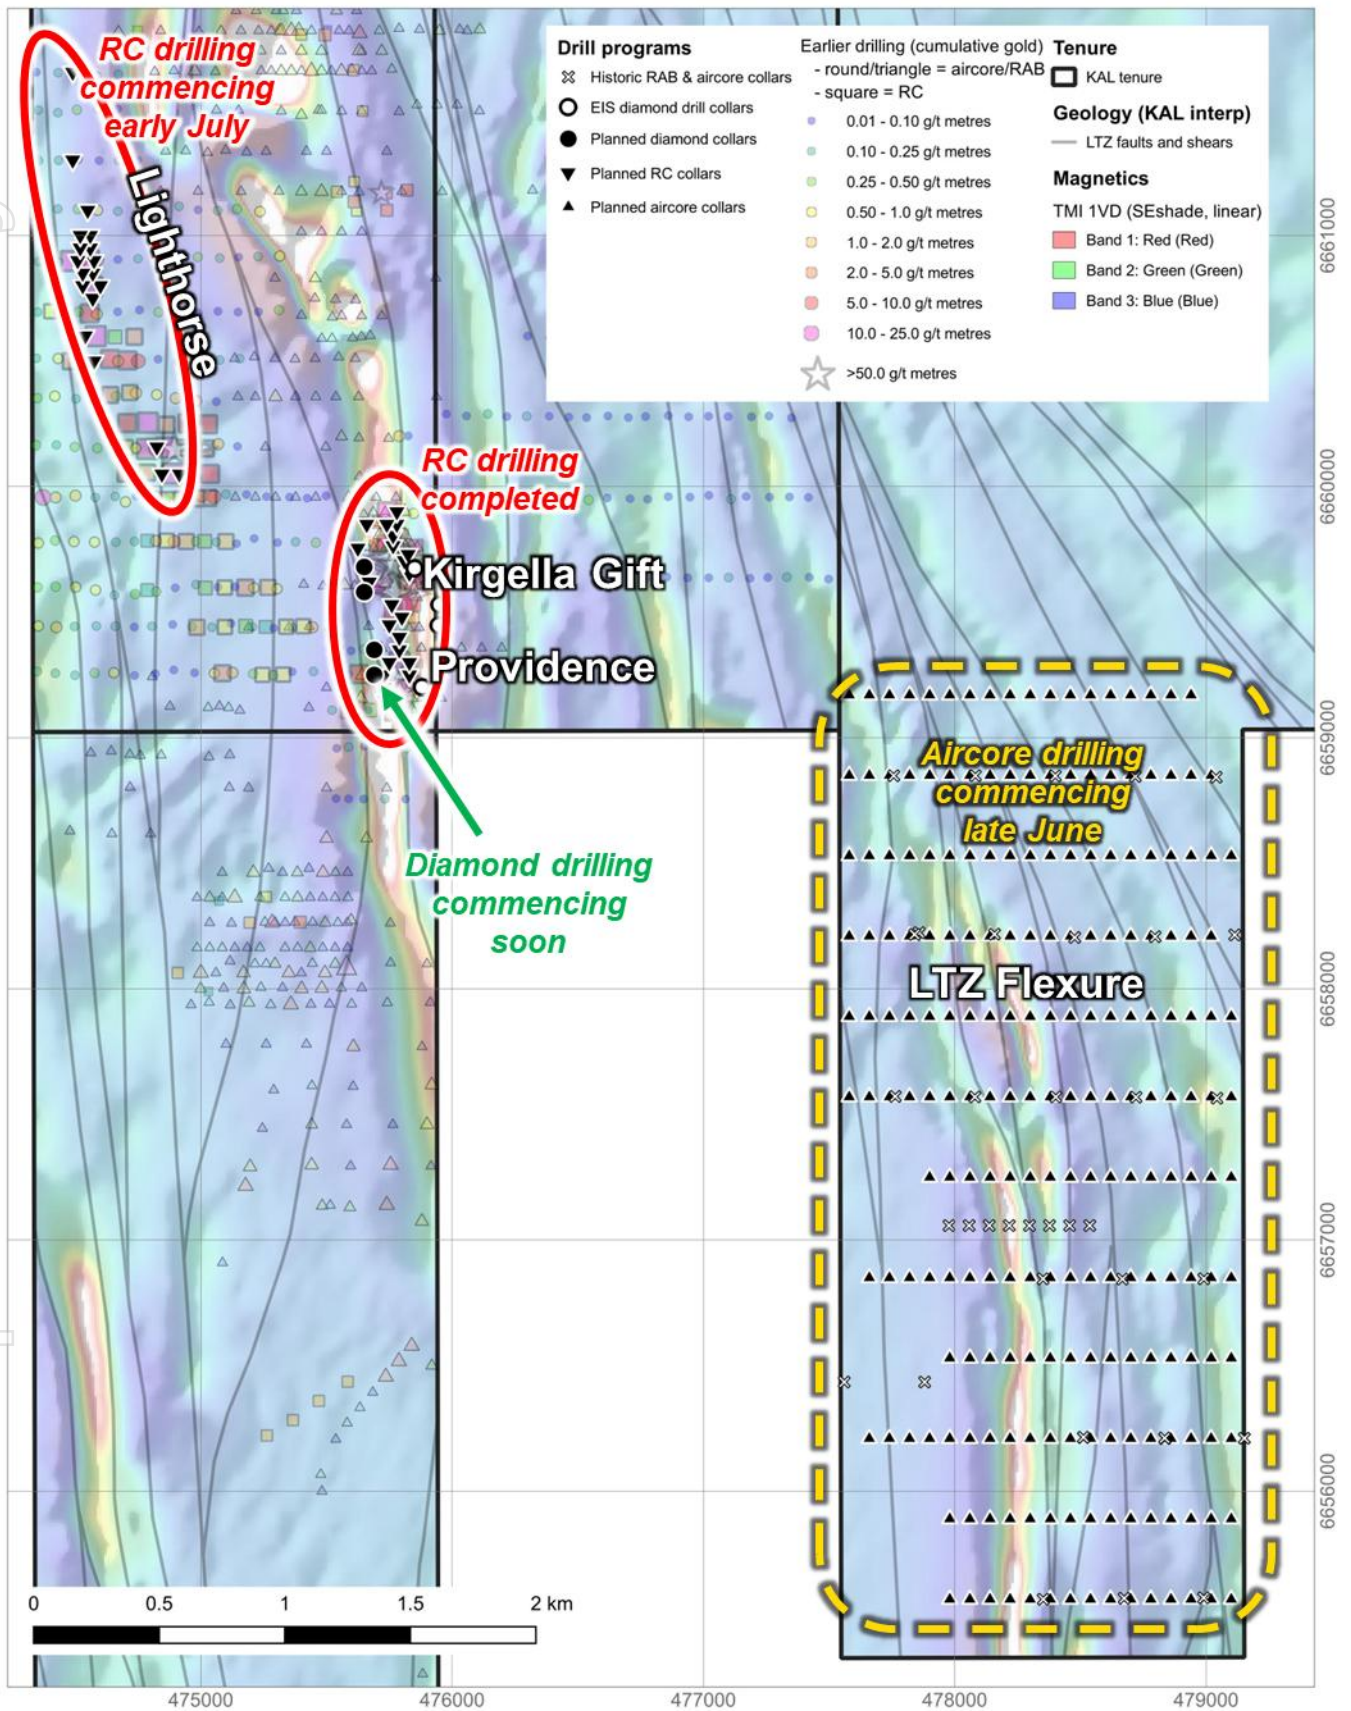 RC drilling
commencing
early July
Lighthorse
Drill programs
Historic RAB & aircore collars
EIS diamond drill collars
Planned diamond collars
Planned RC collars
Planned aircore collars
Earlier drilling (cumulative gold)
- round/triangle = aircore/RAB
- square = RC
0.01 - 0.10 g/t metres
0.10 - 0.25 g/t metres
0.25 - 0.50 g/t metres
0.50 - 1.0 g/t metres
1.0 - 2.0 g/t metres
2.0 - 5.0 g/t metres
5.0 - 10.0 g/t metres
10.0 - 25.0 g/t metres
>50.0 g/t metres
Tenure
KAL tenure
Geology (KAL interp)
LTZ faults and shears
Magnetics
TMI 1VD (SEshade, linear)
Band 1: Red (Red)
Band 2: Green (Green)
Band 3: Blue (Blue)
RC drilling
completed
Kirgella Gift
Providence
Diamond drilling
commencing
soon
Aircore drilling
commencing
late June
LTZ Flexure
6661000
6660000
6659000
6658000
6657000
6656000
0 0.5 1 1.5 2 km
475000 476000 477000 478000 479000